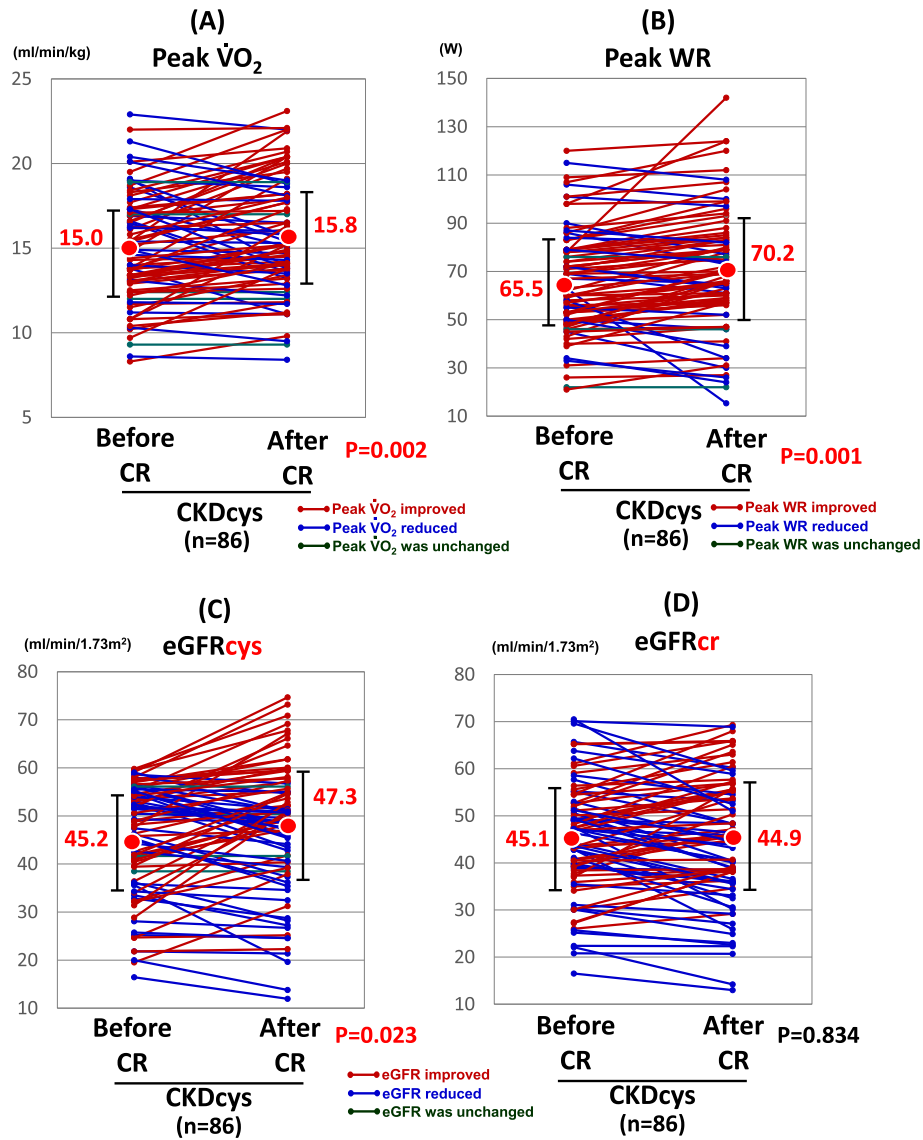 (A)
Peak V̇O₂
(ml/min/kg)
25
20
15
10
5
15.0
15.8
Before
CR
After
CR
P=0.002
CKDcys
(n=86)
Peak V̇O₂ improved
Peak V̇O₂ reduced
Peak V̇O₂ was unchanged
(B)
Peak WR
(W)
150
130
110
90
70
50
30
10
65.5
70.2
Before
CR
After
CR
P=0.001
CKDcys
(n=86)
Peak WR improved
Peak WR reduced
Peak WR was unchanged
(C)
eGFRcys
(ml/min/1.73m²)
80
70
60
50
40
30
20
10
45.2
47.3
Before
CR
After
CR
P=0.023
CKDcys
(n=86)
eGFR improved
eGFR reduced
eGFR was unchanged
(D)
eGFRcr
(ml/min/1.73m²)
80
70
60
50
40
30
20
10
45.1
44.9
Before
CR
After
CR
P=0.834
CKDcys
(n=86)